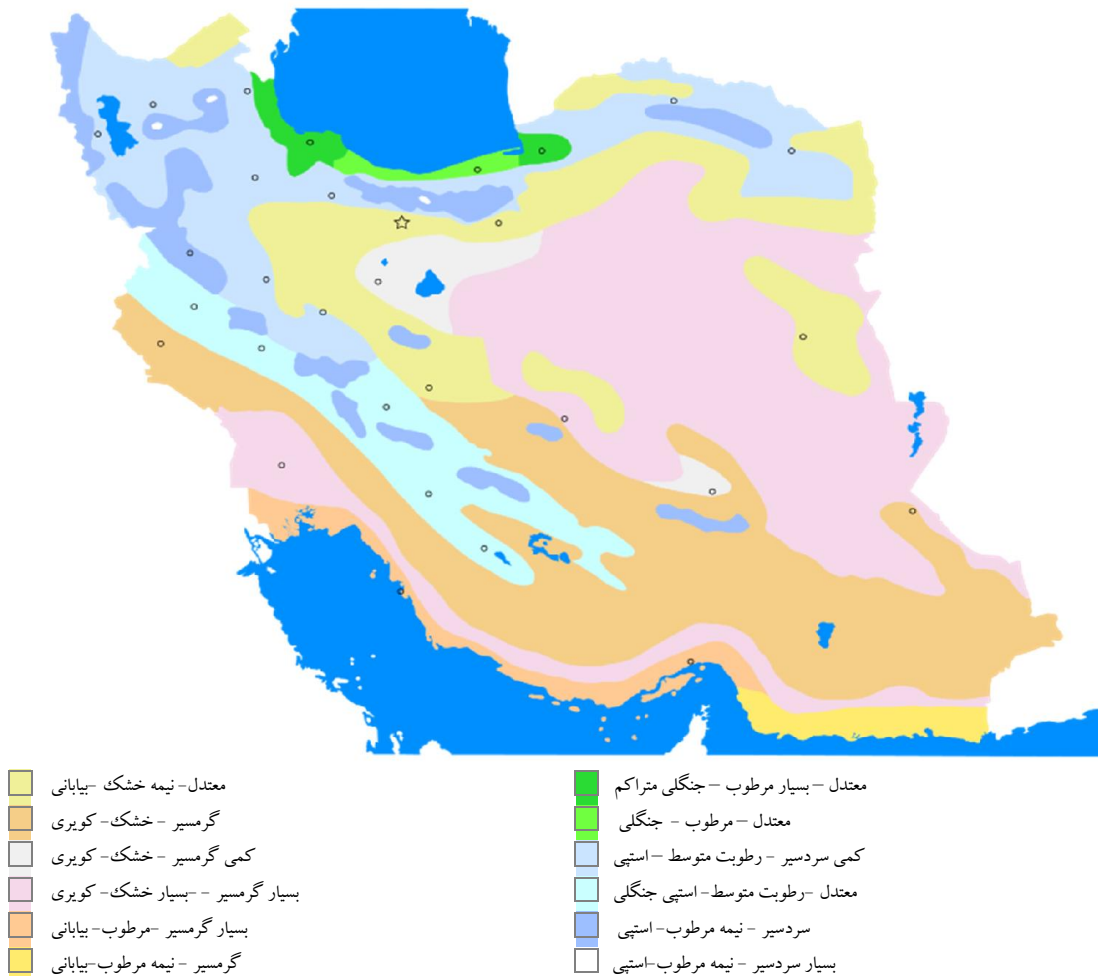 معتدل – بسیار مرطوب – جنگلی متراکم
معتدل – مرطوب - جنگلی
کمی سردسیر - رطوبت متوسط – استپی
معتدل -رطوبت متوسط- استپی جنگلی
سردسیر - نیمه مرطوب- استپی
بسیار سردسیر - نیمه مرطوب-استپی
معتدل- نیمه خشک -بیابانی
گرمسیر - خشک- کویری
کمی گرمسیر - خشک- کویری
بسیار گرمسیر - -بسیار خشک- کویری
بسیار گرمسیر -مرطوب- بیابانی
گرمسیر - نیمه مرطوب-بیابانی